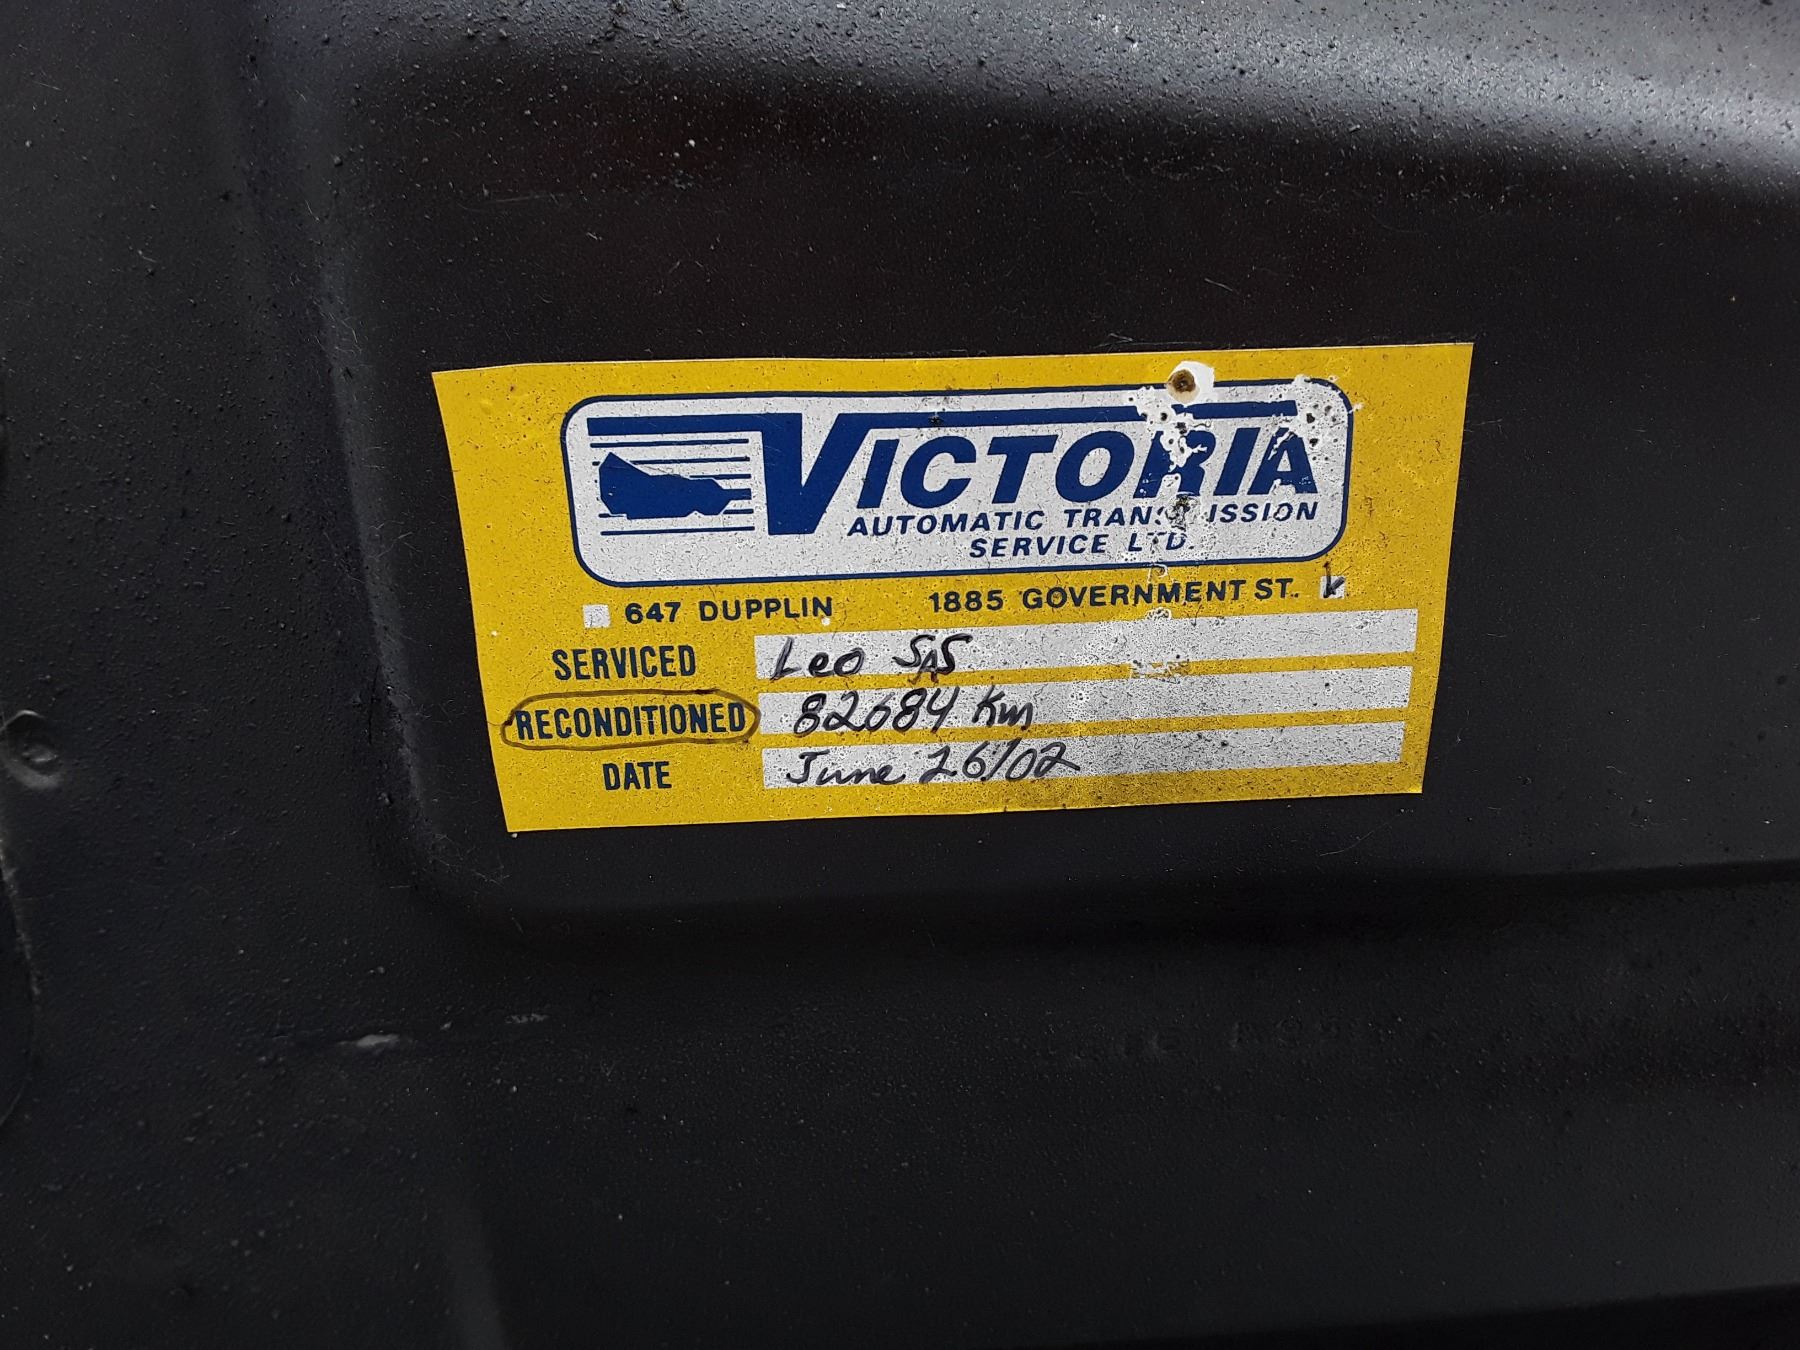 VICTORIA
AUTOMATIC TRANSMISSION
SERVICE LTD.
647 DUPPLIN 1885 GOVERNMENT ST.
SERVICED Leo SAS
RECONDITIONED 82684 Km
DATE June 26/02